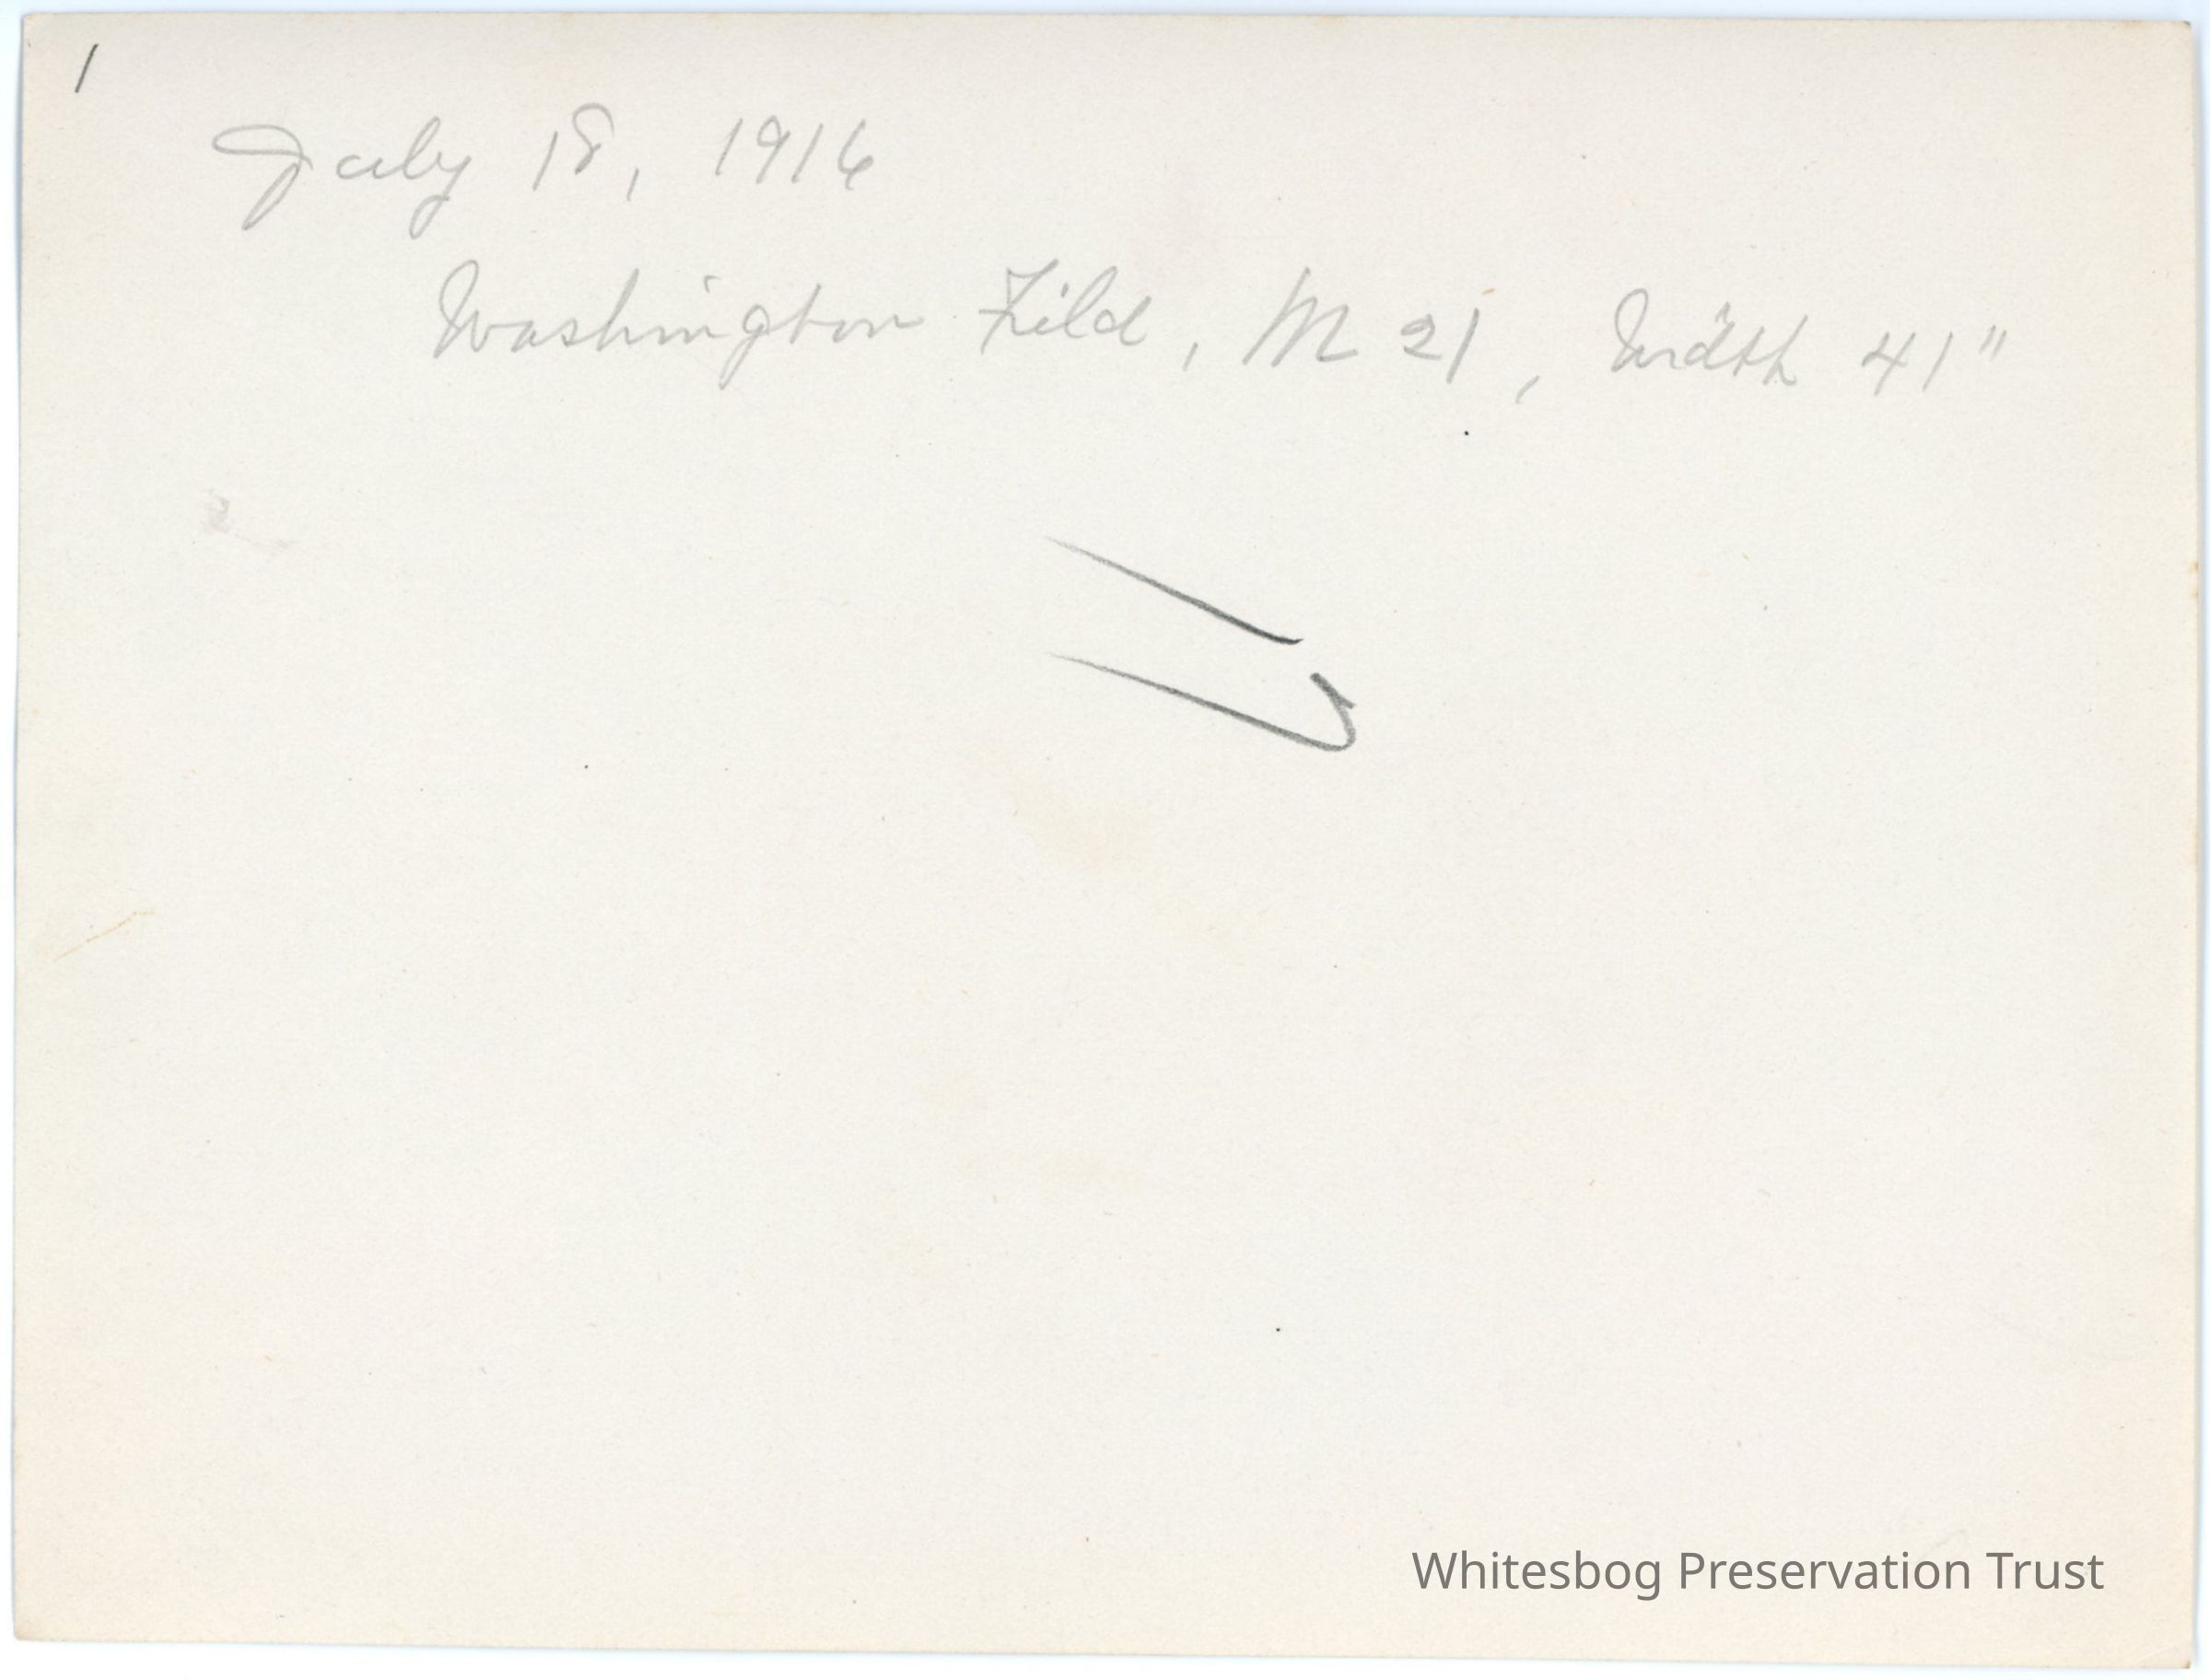 1
July 18, 1916
Washington Field, M 21, Width 41"
Whitesbog Preservation Trust